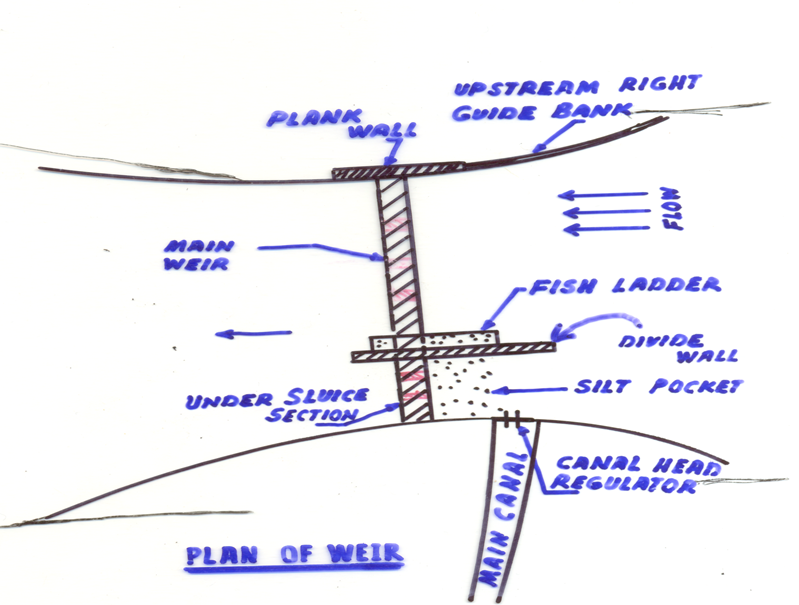 UPSTREAM RIGHT
GUIDE BANK
PLANK
WALL
FLOW
MAIN
WEIR
FISH LADDER
DIVIDE
WALL
SILT POCKET
UNDER SLUICE
SECTION
CANAL HEAD
REGULATOR
MAIN CANAL
PLAN OF WEIR